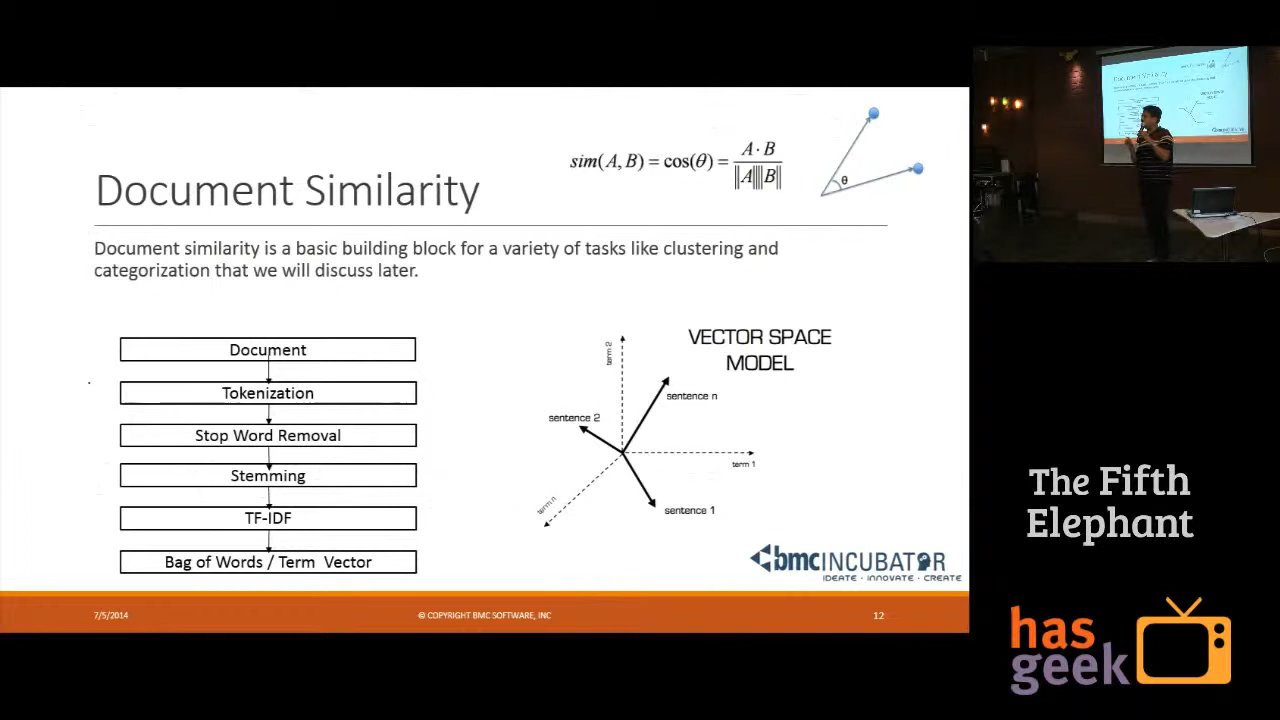 sim(A, B) = cos(θ) = A · B / ||A||||B||
θ
Document Similarity
Document similarity is a basic building block for a variety of tasks like clustering and
categorization that we will discuss later.
Document
Tokenization
Stop Word Removal
Stemming
TF-IDF
Bag of Words / Term Vector
VECTOR SPACE
MODEL
term 2
sentence n
sentence 2
term 1
term n
sentence 1
bmcINCUBATOR
IDEATE · INNOVATE · CREATE
7/5/2014
© COPYRIGHT BMC SOFTWARE, INC
12
Document Similarity
The Fifth
Elephant
has
geek